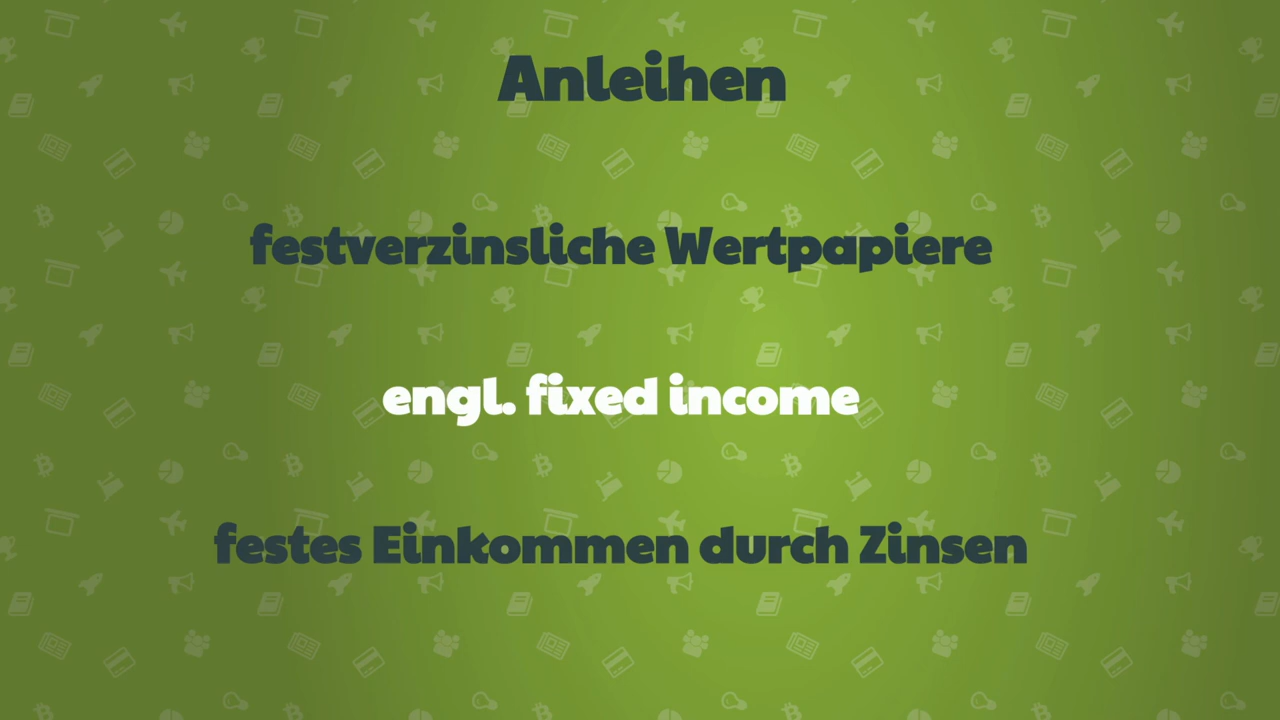 Anleihen
festverzinsliche Wertpapiere
engl. fixed income
festes Einkommen durch Zinsen